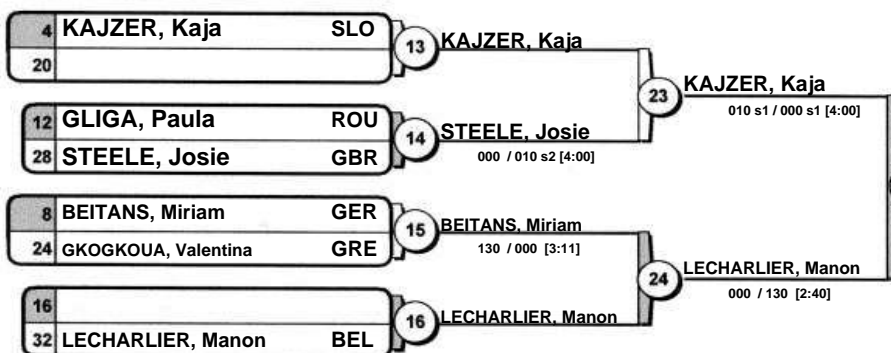 4 KAJZER, Kaja SLO
20
13 KAJZER, Kaja
12 GLIGA, Paula ROU
28 STEELE, Josie GBR
14 STEELE, Josie
000 / 010 s2 [4:00]
23 KAJZER, Kaja
010 s1 / 000 s1 [4:00]
8 BEITANS, Miriam GER
24 GKOGKOUA, Valentina GRE
15 BEITANS, Miriam
130 / 000 [3:11]
16
32 LECHARLIER, Manon BEL
16 LECHARLIER, Manon
24 LECHARLIER, Manon
000 / 130 [2:40]